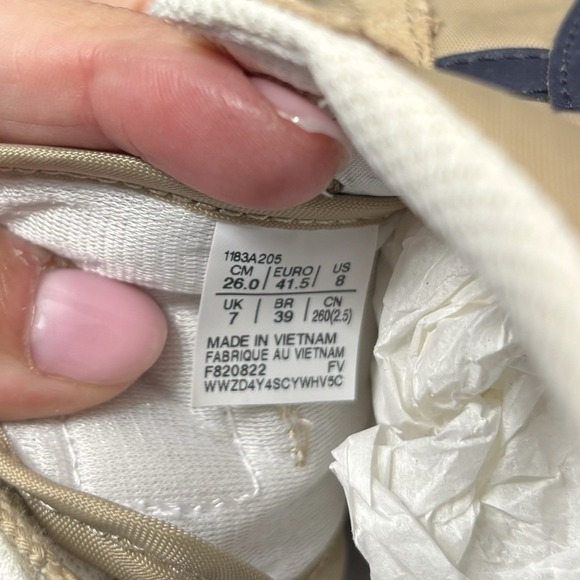 1183A205
CM EURO US
26.0 41.5 8
UK BR CN
7 39 260(2.5)
MADE IN VIETNAM
FABRIQUE AU VIETNAM
F820822 FV
WWZD4Y4SCYWHV5C